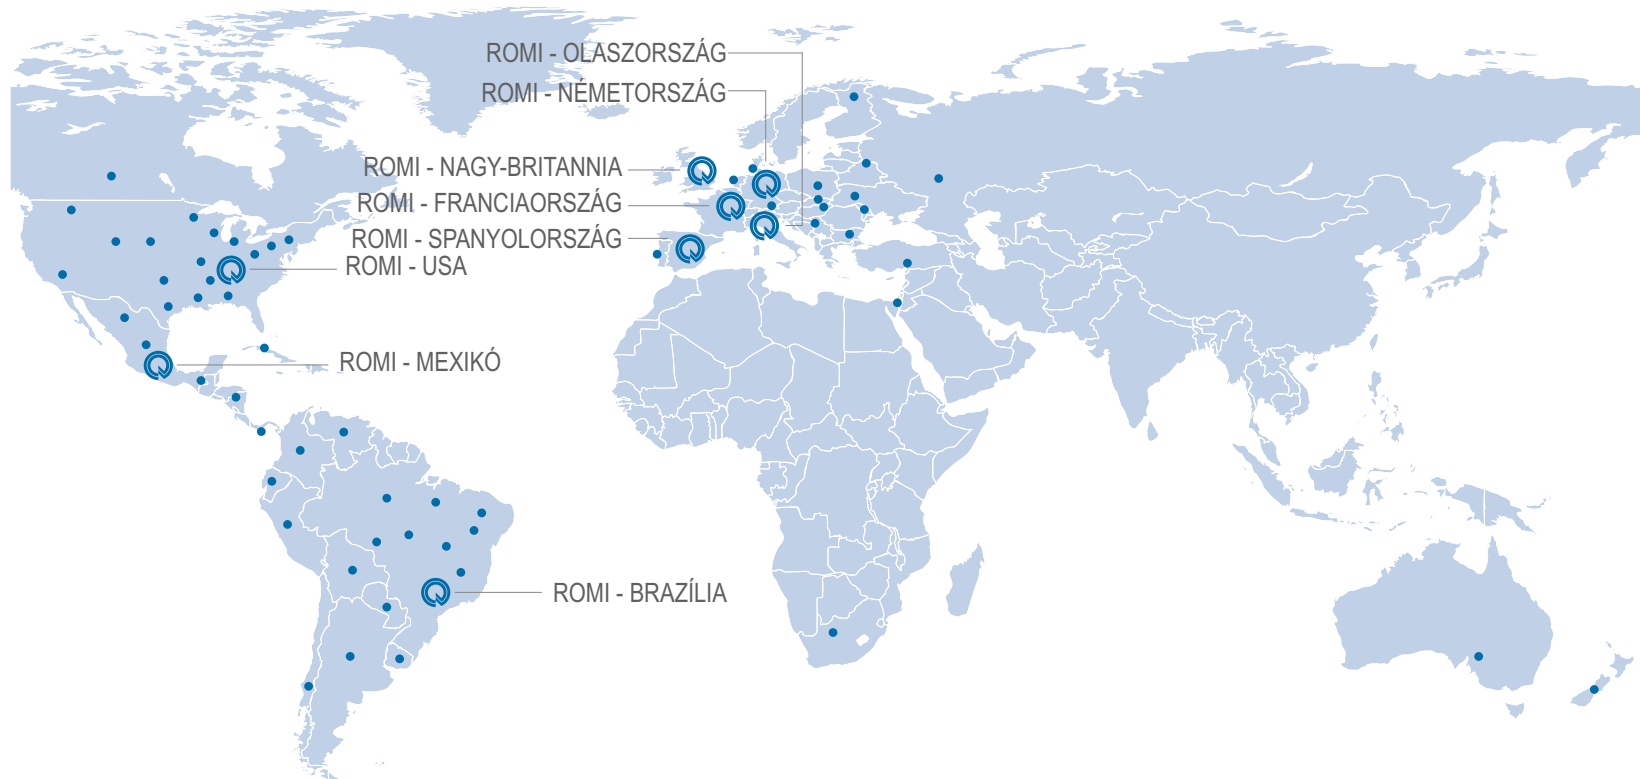 ROMI - OLASZORSZÁG
ROMI - NÉMETORSZÁG
ROMI - NAGY-BRITANNIA
ROMI - FRANCIAORSZÁG
ROMI - SPANYOLORSZÁG
ROMI - USA
ROMI - MEXIKÓ
ROMI - BRAZÍLIA